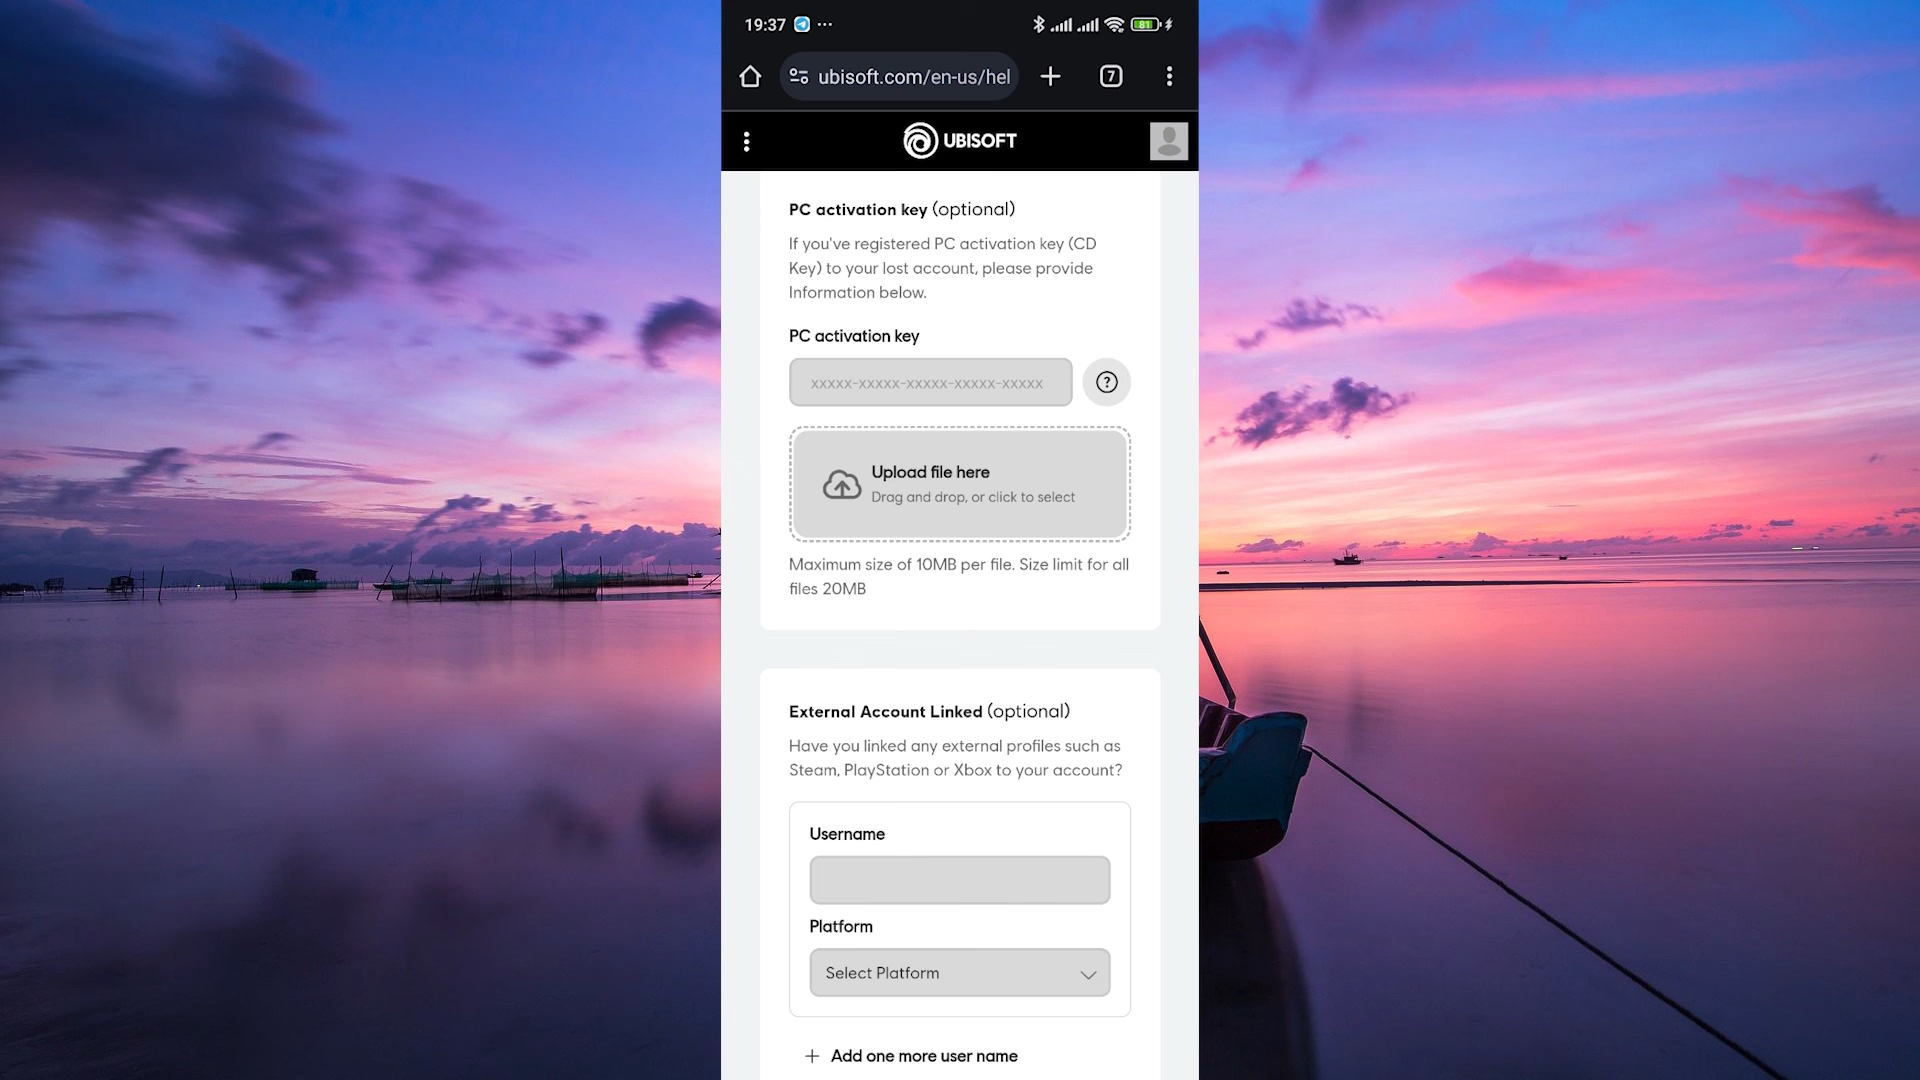 19:37
81
ubisoft.com/en-us/hel
7
UBISOFT
PC activation key (optional)
If you've registered PC activation key (CD
Key) to your lost account, please provide
Information below.
PC activation key
xxxxx-xxxxx-xxxxx-xxxxx-xxxxx
?
Upload file here
Drag and drop, or click to select
Maximum size of 10MB per file. Size limit for all
files 20MB
External Account Linked (optional)
Have you linked any external profiles such as
Steam, PlayStation or Xbox to your account?
Username
Platform
Select Platform
+ Add one more user name